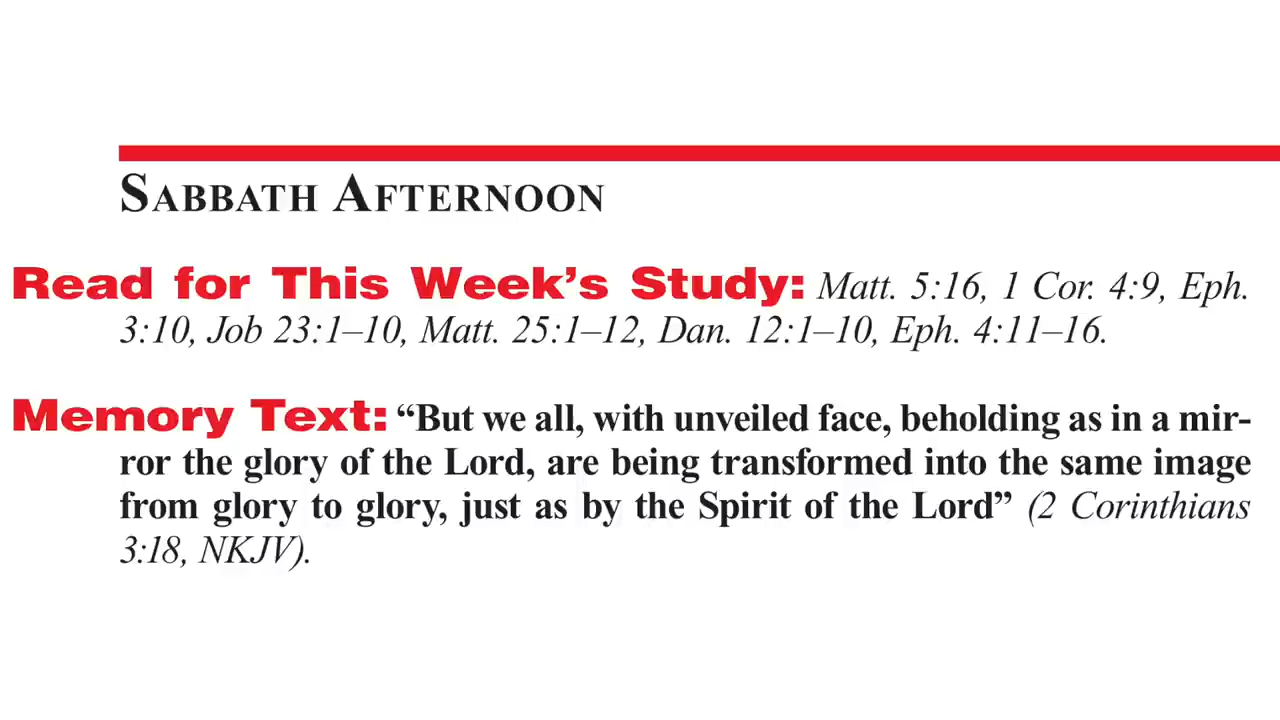 SABBATH AFTERNOON
Read for This Week’s Study: Matt. 5:16, 1 Cor. 4:9, Eph.
3:10, Job 23:1–10, Matt. 25:1–12, Dan. 12:1–10, Eph. 4:11–16.
Memory Text: “But we all, with unveiled face, beholding as in a mir-
ror the glory of the Lord, are being transformed into the same image
from glory to glory, just as by the Spirit of the Lord” (2 Corinthians
3:18, NKJV).